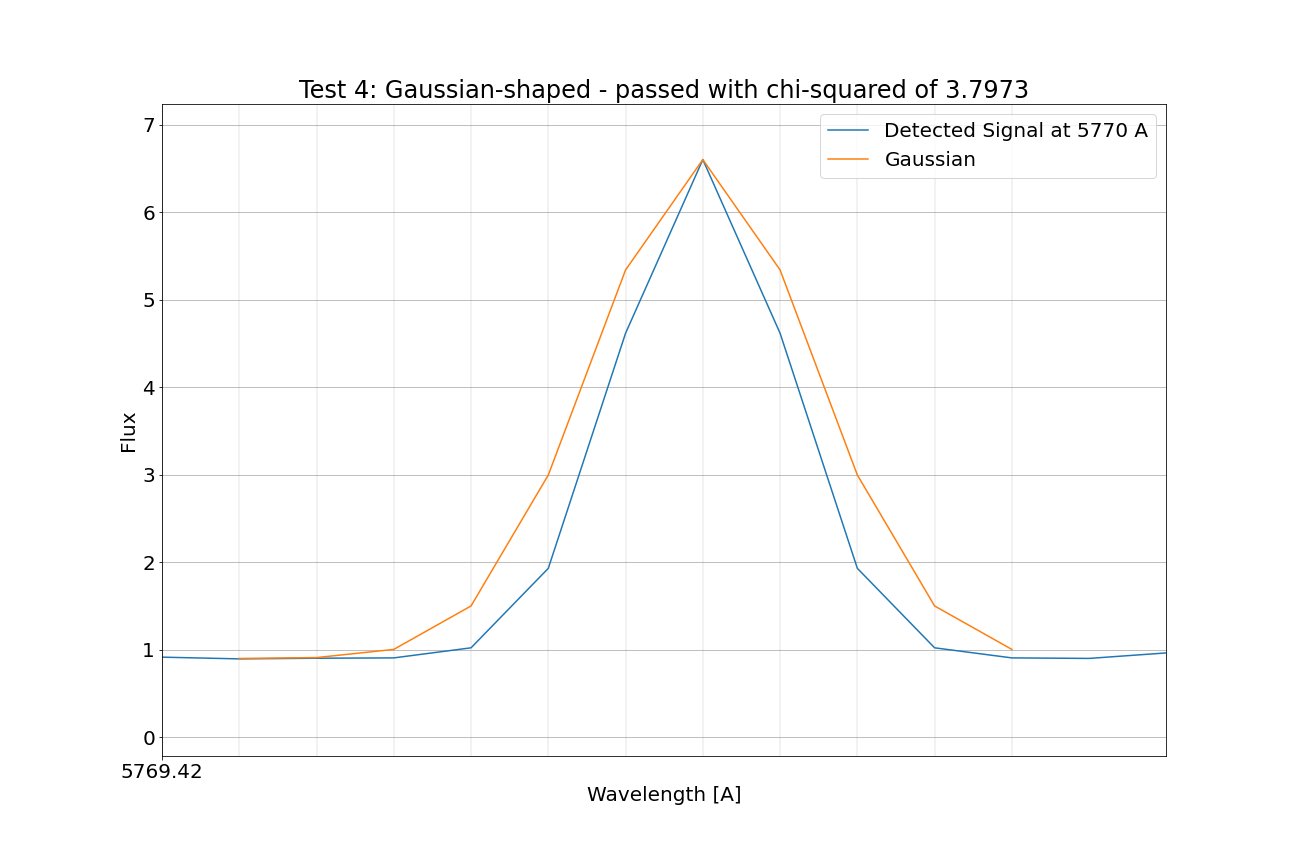 Test 4: Gaussian-shaped - passed with chi-squared of 3.7973
Detected Signal at 5770 A
Gaussian
7
6
5
4
3
2
1
0
Flux
5769.42
Wavelength [A]